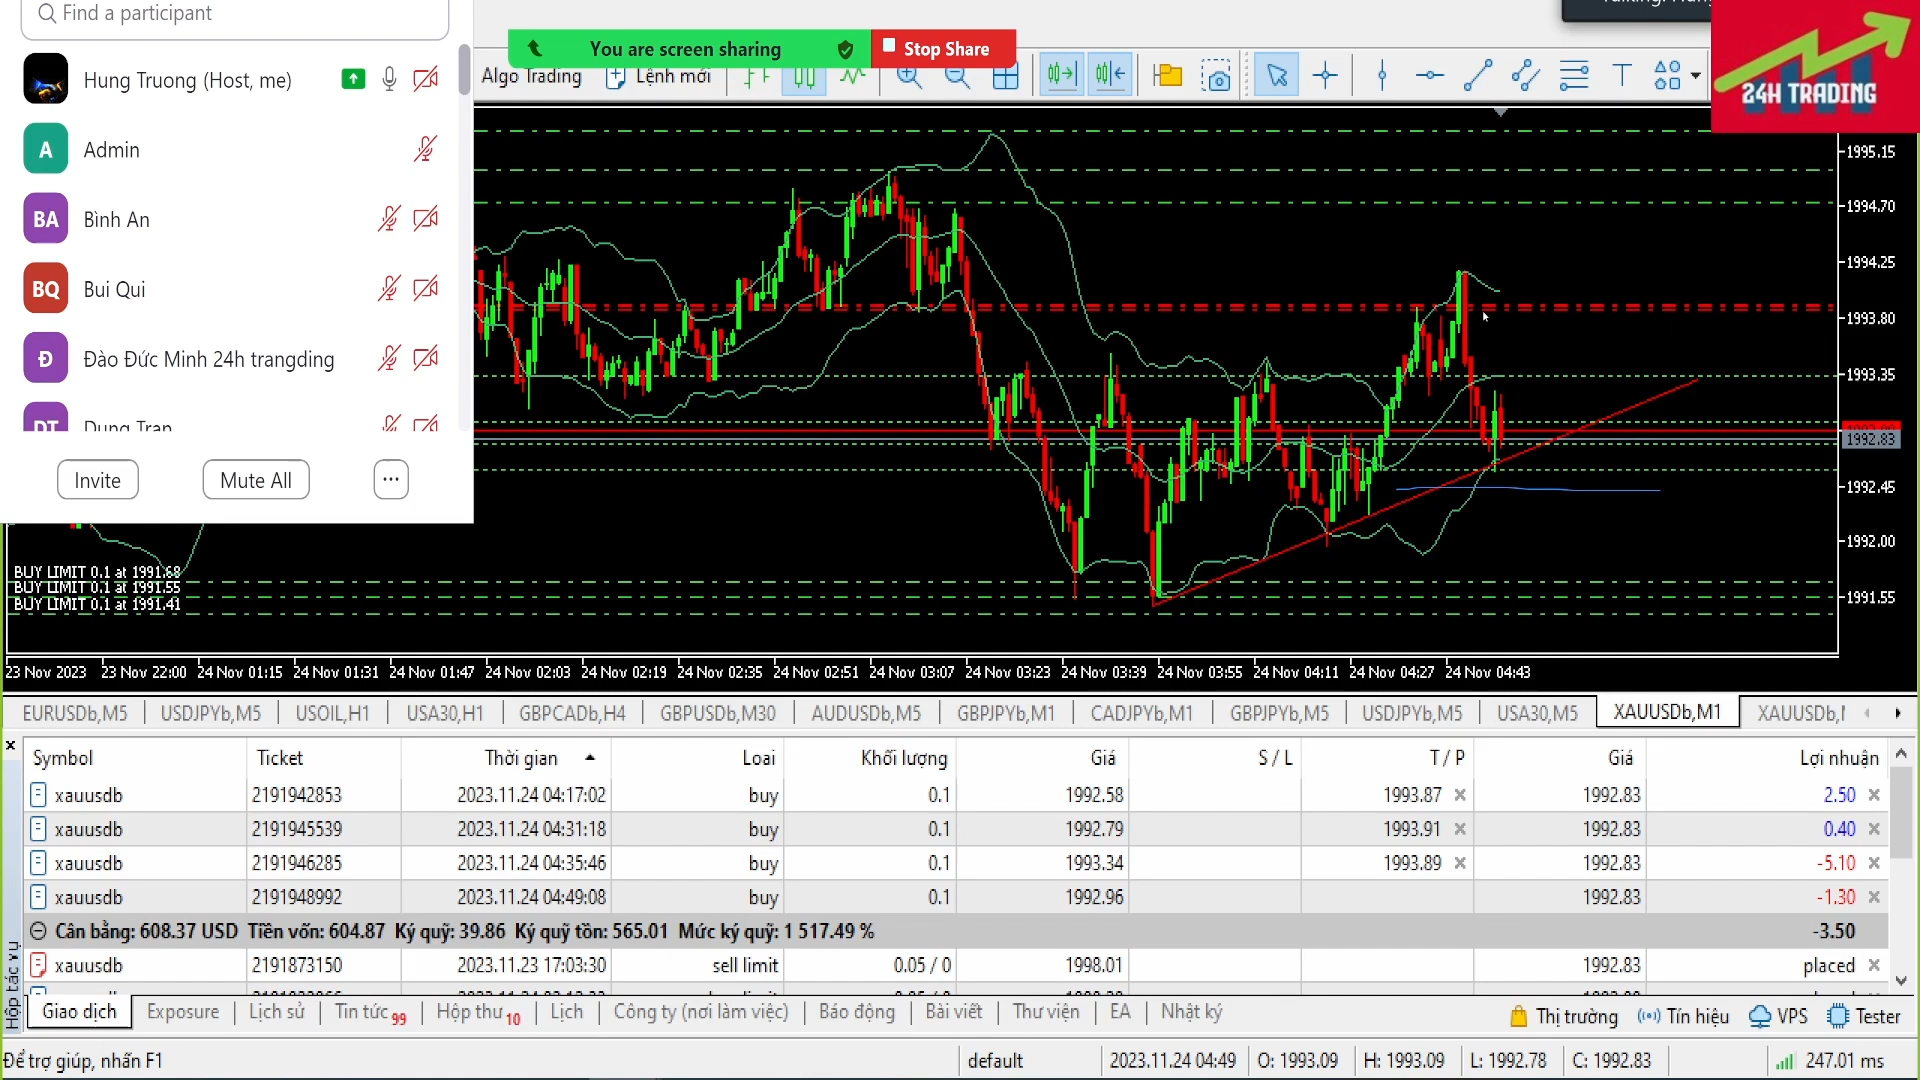 Find a participant
Hung Truong (Host, me)
A Admin
BA Bình An
BQ Bui Qui
Đ Đào Đức Minh 24h trangding
DT Dung Tran
Invite
Mute All
You are screen sharing
Stop Share
Algo Trading
Lệnh mới
Talking:
24H TRADING
1995.15
1994.70
1994.25
1993.80
1993.35
1992.83
1992.45
1992.00
1991.55
BUY LIMIT 0.1 at 1991.68
BUY LIMIT 0.1 at 1991.55
BUY LIMIT 0.1 at 1991.41
23 Nov 2023 23 Nov 22:00 24 Nov 01:15 24 Nov 01:31 24 Nov 01:47 24 Nov 02:03 24 Nov 02:19 24 Nov 02:35 24 Nov 02:51 24 Nov 03:07 24 Nov 03:23 24 Nov 03:39 24 Nov 03:55 24 Nov 04:11 24 Nov 04:27 24 Nov 04:43
EURUSDb,M5 USDJPYb,M5 USOIL,H1 USA30,H1 GBPCADb,H4 GBPUSDb,M30 AUDUSDb,M5 GBPJPYb,M1 CADJPYb,M1 GBPJPYb,M5 USDJPYb,M5 USA30,M5 XAUUSDb,M1 XAUUSDb,
Symbol Ticket Thời gian Loại Khối lượng Giá S / L T / P Giá Lợi nhuận
xauusdb 2191942853 2023.11.24 04:17:02 buy 0.1 1992.58 1993.87 1992.83 2.50
xauusdb 2191945539 2023.11.24 04:31:18 buy 0.1 1992.79 1993.91 1992.83 0.40
xauusdb 2191946285 2023.11.24 04:35:46 buy 0.1 1993.34 1993.89 1992.83 -5.10
xauusdb 2191948992 2023.11.24 04:49:08 buy 0.1 1992.96 1992.83 -1.30
Cân bằng: 608.37 USD Tiền vốn: 604.87 Ký quỹ: 39.86 Ký quỹ tồn: 565.01 Mức ký quỹ: 1 517.49 % -3.50
xauusdb 2191873150 2023.11.23 17:03:30 sell limit 0.05 / 0 1998.01 1992.83 placed
Hộp tác vụ
Giao dịch Exposure Lịch sử Tin tức 99 Hộp thư 10 Lịch Công ty (nơi làm việc) Báo động Bài viết Thư viện EA Nhật ký Thị trường Tín hiệu VPS Tester
Để trợ giúp, nhấn F1 default 2023.11.24 04:49 O: 1993.09 H: 1993.09 L: 1992.78 C: 1992.83 247.01 ms